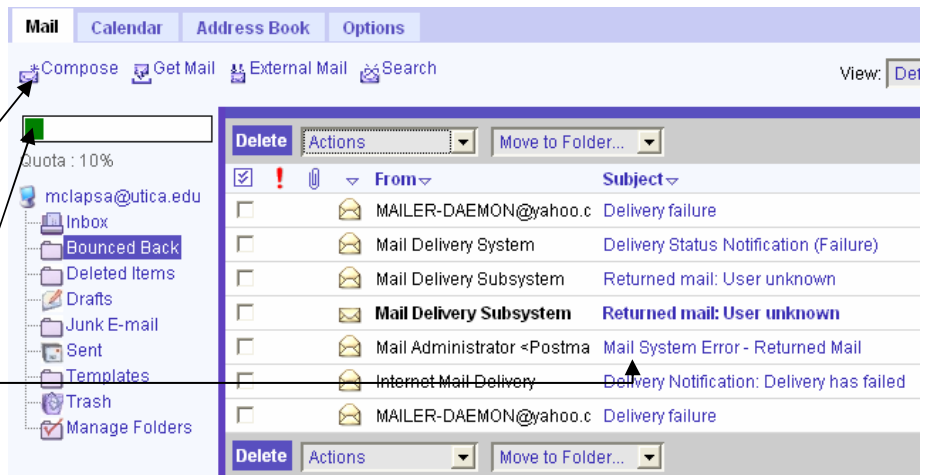 Mail Calendar Address Book Options
Compose Get Mail External Mail Search
View:
Quota : 10%
mclapsa@utica.edu
Inbox
Bounced Back
Deleted Items
Drafts
Junk E-mail
Sent
Templates
Trash
Manage Folders
Delete Actions Move to Folder...
From Subject
MAILER-DAEMON@yahoo.c Delivery failure
Mail Delivery System Delivery Status Notification (Failure)
Mail Delivery Subsystem Returned mail: User unknown
Mail Delivery Subsystem Returned mail: User unknown
Mail Administrator <Postma Mail System Error - Returned Mail
Internet Mail Delivery Delivery Notification: Delivery has failed
MAILER-DAEMON@yahoo.c Delivery failure
Delete Actions Move to Folder...